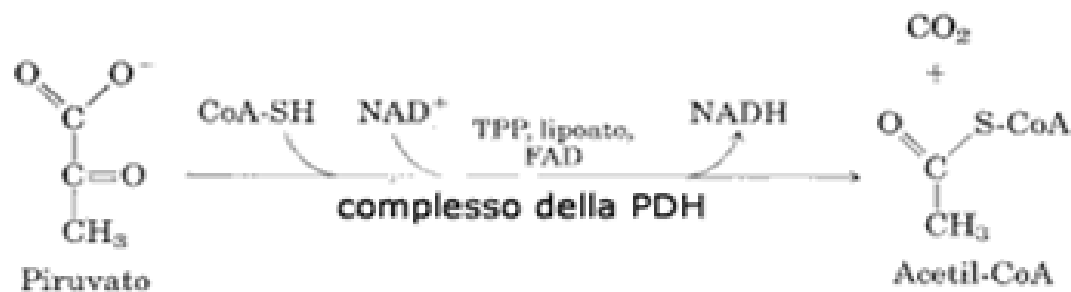 CO₂
+
O O⁻
C
CoA-SH NAD⁺ TPP, lipoato, FAD NADH
O S-CoA
C
C=O
complesso della PDH
CH₃
CH₃
Piruvato
Acetil-CoA